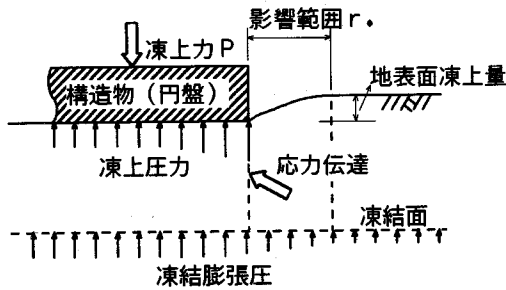 影響範囲r.
凍上力P
地表面凍上量
構造物（円盤）
凍上圧力
応力伝達
凍結面
凍結膨張圧